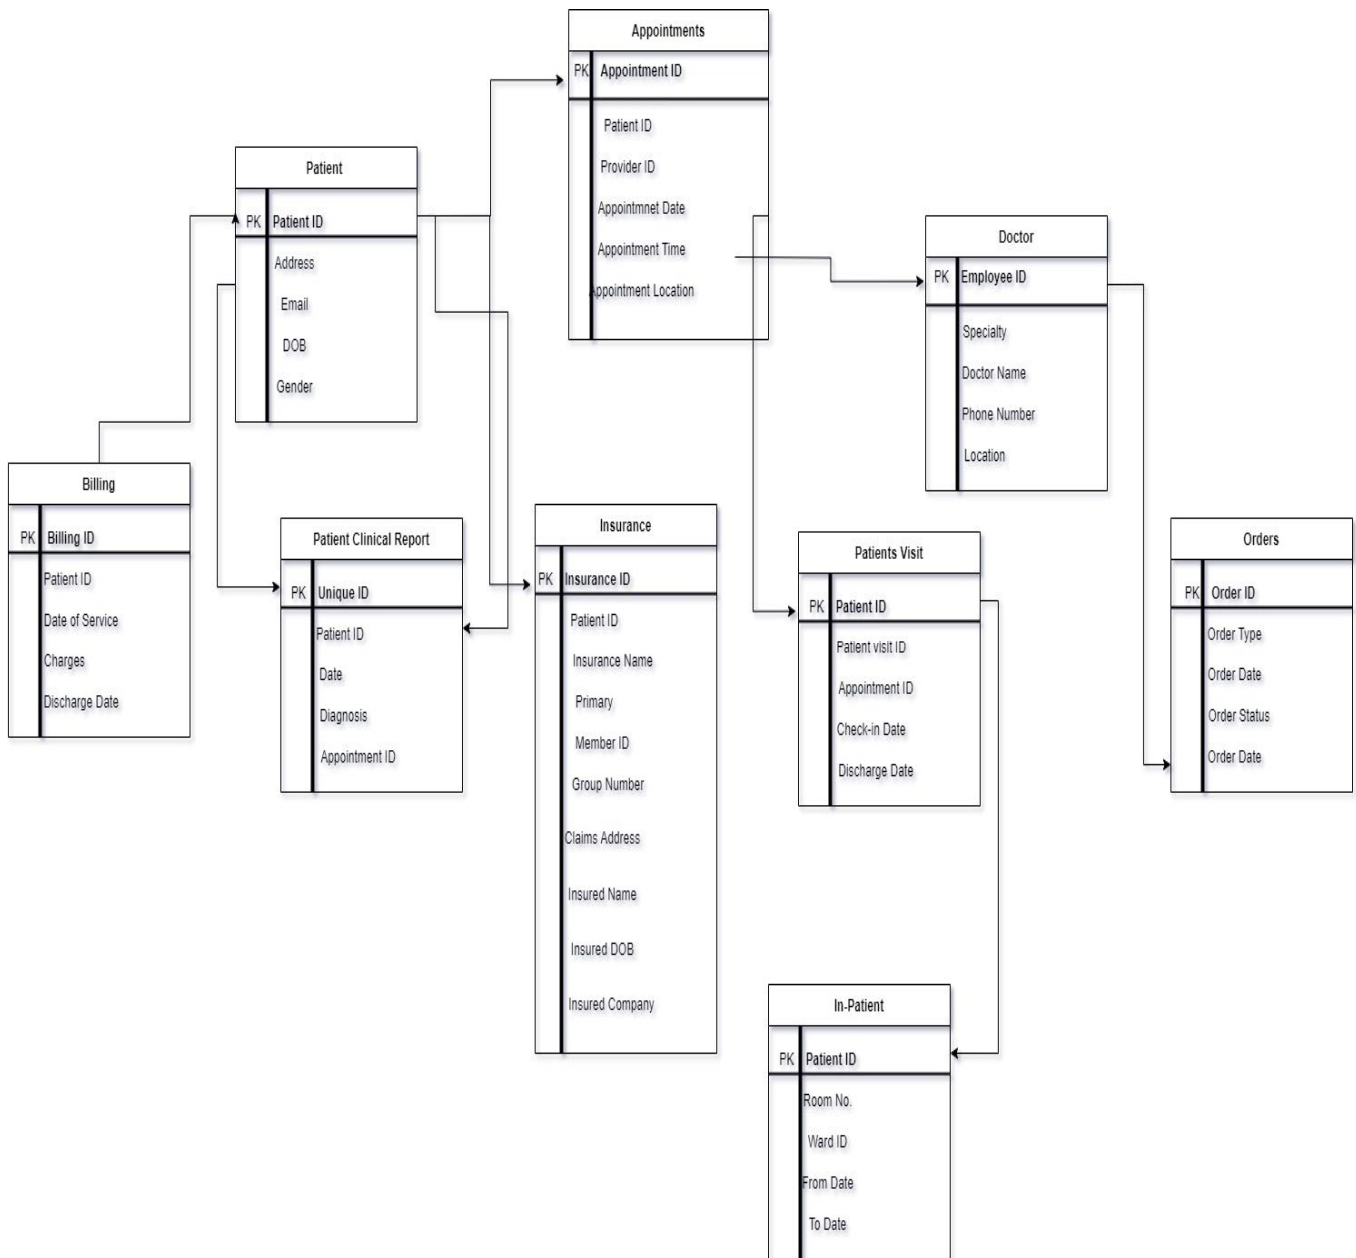 Appointments
PK Appointment ID
Patient ID
Provider ID
Appointmnet Date
Appointment Time
Appointment Location
Patient
PK Patient ID
Address
Email
DOB
Gender
Doctor
PK Employee ID
Specialty
Doctor Name
Phone Number
Location
Billing
PK Billing ID
Patient ID
Date of Service
Charges
Discharge Date
Patient Clinical Report
PK Unique ID
Patient ID
Date
Diagnosis
Appointment ID
Insurance
PK Insurance ID
Patient ID
Insurance Name
Primary
Member ID
Group Number
Claims Address
Insured Name
Insured DOB
Insured Company
Patients Visit
PK Patient ID
Patient visit ID
Appointment ID
Check-in Date
Discharge Date
Orders
PK Order ID
Order Type
Order Date
Order Status
Order Date
In-Patient
PK Patient ID
Room No.
Ward ID
From Date
To Date